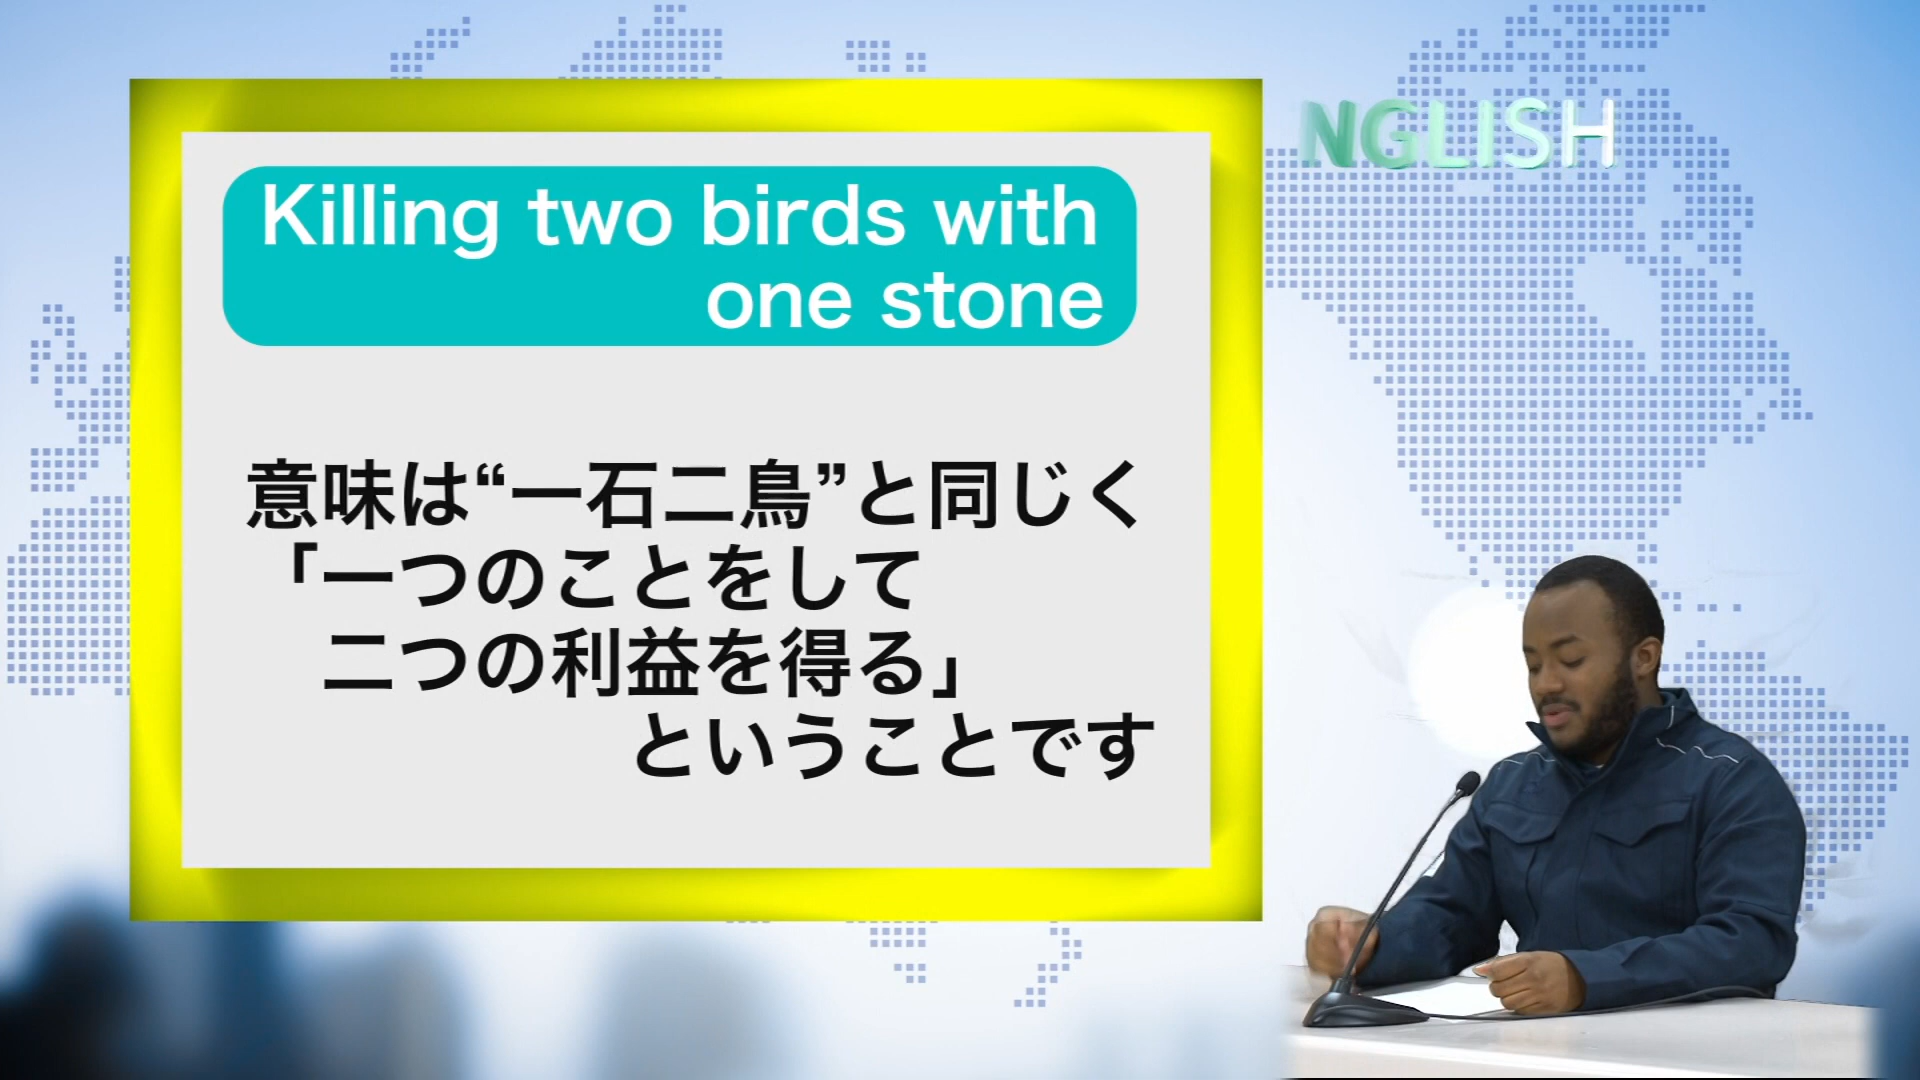 NGLISH
Killing two birds with
one stone
意味は“一石二鳥”と同じく
「一つのことをして
二つの利益を得る」
ということです